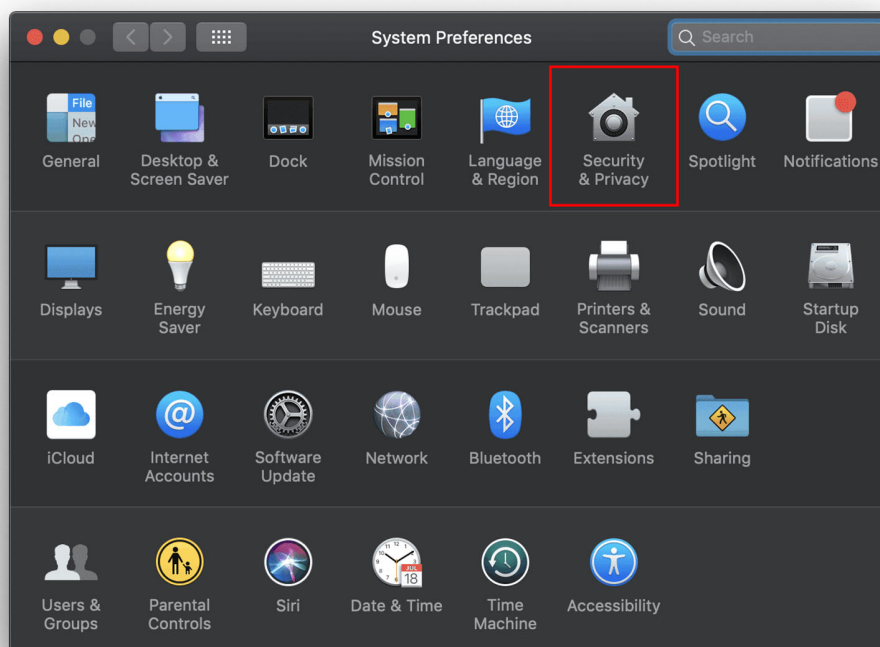 System Preferences
Search
File
New
Ope
General
Desktop &
Screen Saver
Dock
Mission
Control
Language
& Region
Security
& Privacy
Spotlight
Notifications
Displays
Energy
Saver
Keyboard
Mouse
Trackpad
Printers &
Scanners
Sound
Startup
Disk
iCloud
@
Internet
Accounts
Software
Update
Network
Bluetooth
Extensions
Sharing
Users &
Groups
Parental
Controls
Siri
JUL
18
Date & Time
Time
Machine
Accessibility